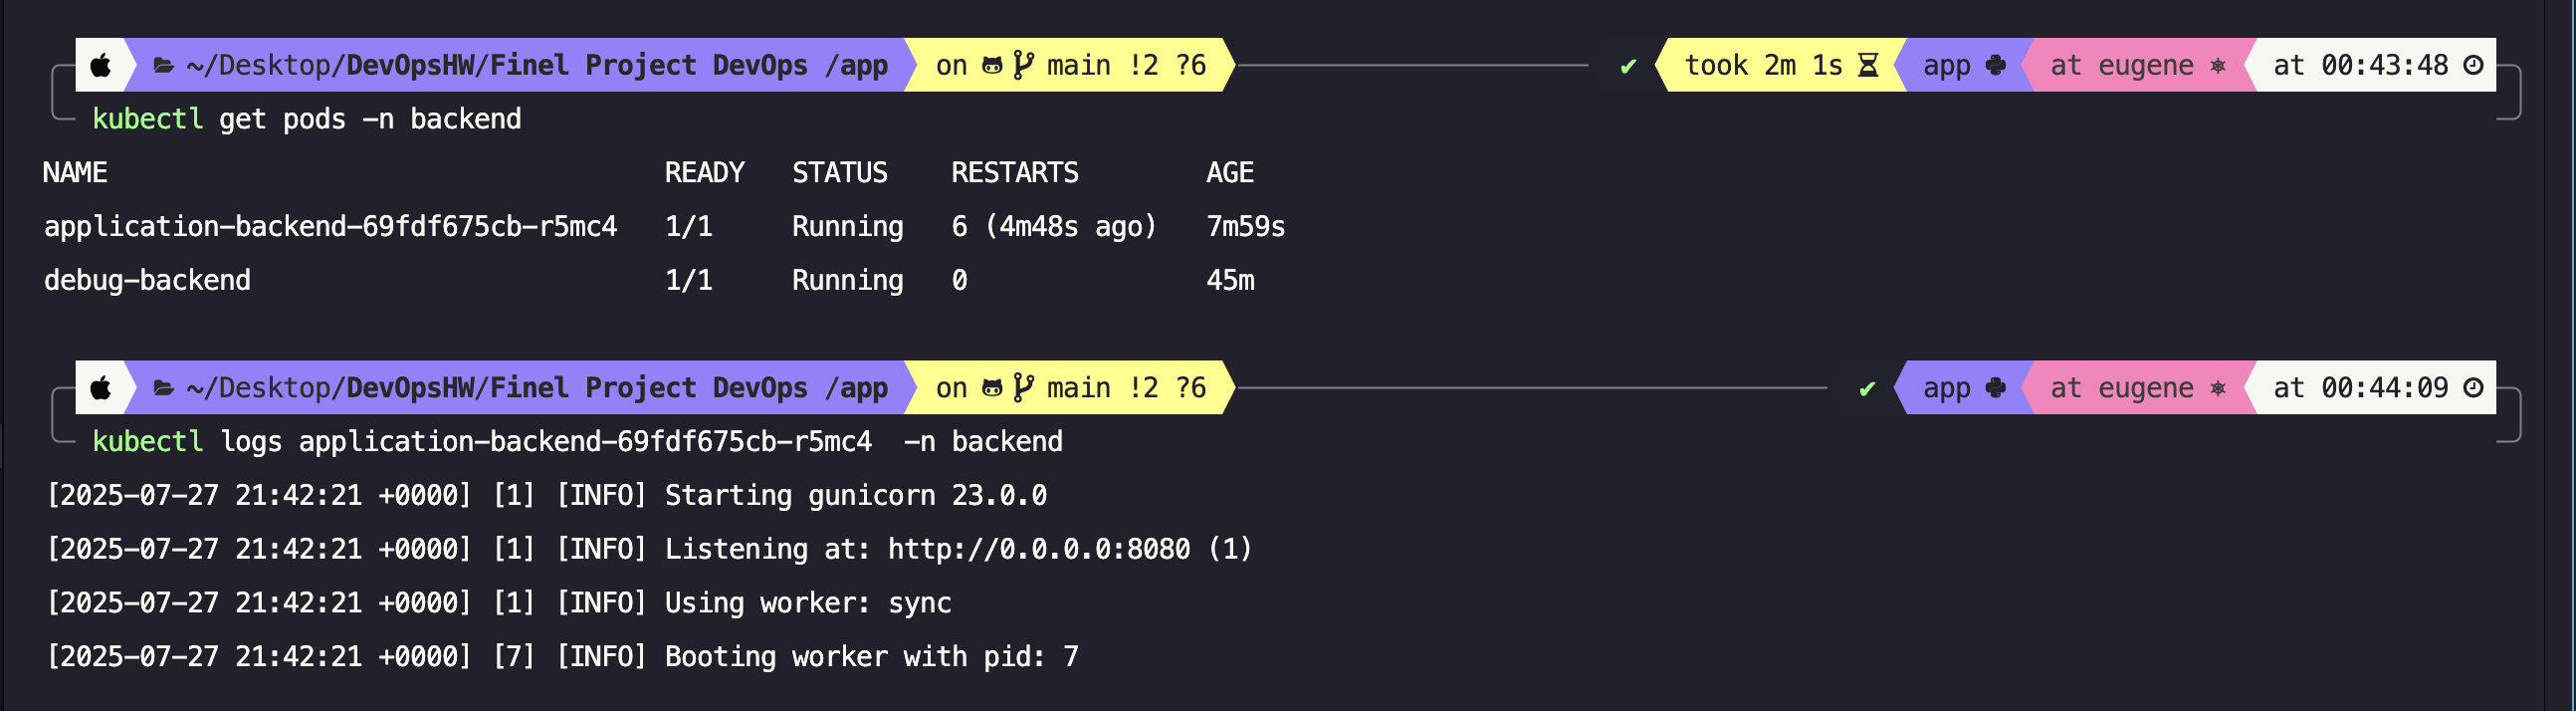 ~/Desktop/DevOpsHW/Finel Project DevOps /app on main !2 ?6 ✔ took 2m 1s app at eugene at 00:43:48
kubectl get pods -n backend
NAME READY STATUS RESTARTS AGE
application-backend-69fdf675cb-r5mc4 1/1 Running 6 (4m48s ago) 7m59s
debug-backend 1/1 Running 0 45m
~/Desktop/DevOpsHW/Finel Project DevOps /app on main !2 ?6 ✔ app at eugene at 00:44:09
kubectl logs application-backend-69fdf675cb-r5mc4  -n backend
[2025-07-27 21:42:21 +0000] [1] [INFO] Starting gunicorn 23.0.0
[2025-07-27 21:42:21 +0000] [1] [INFO] Listening at: http://0.0.0.0:8080 (1)
[2025-07-27 21:42:21 +0000] [1] [INFO] Using worker: sync
[2025-07-27 21:42:21 +0000] [7] [INFO] Booting worker with pid: 7